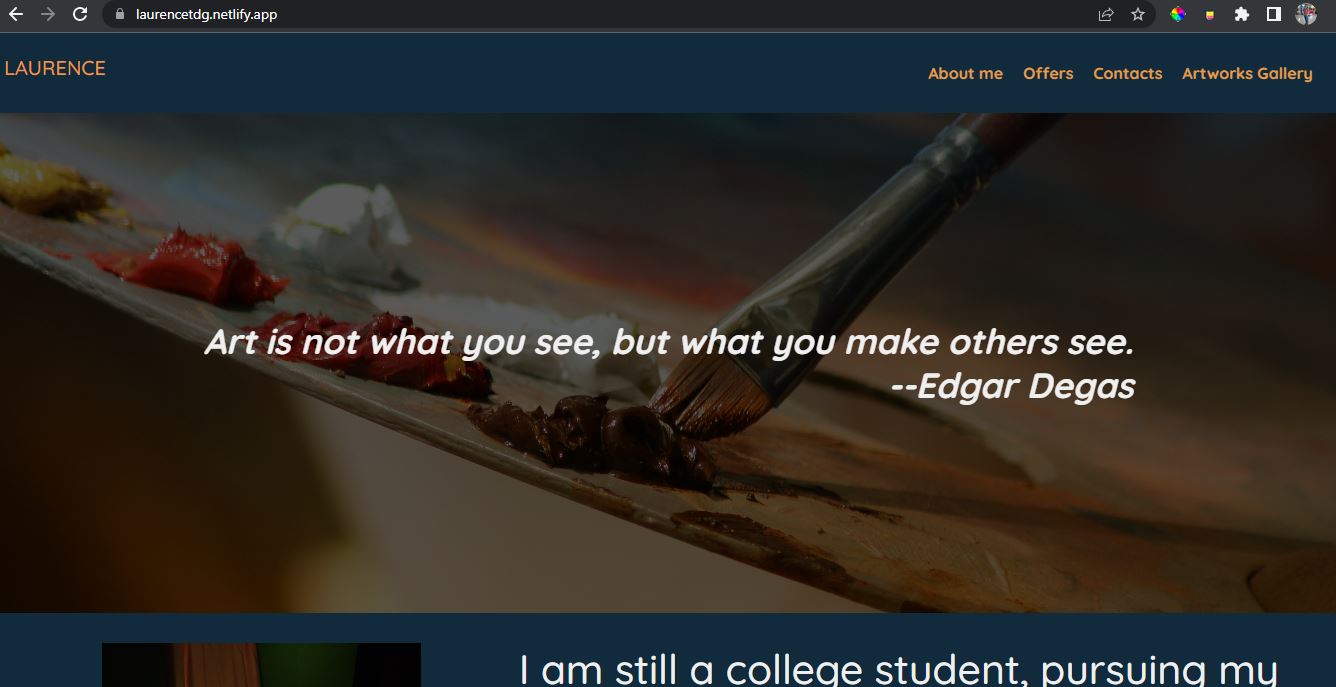 laurencetdg.netlify.app
LAURENCE
About me Offers Contacts Artworks Gallery
Art is not what you see, but what you make others see.
--Edgar Degas
I am still a college student, pursuing my